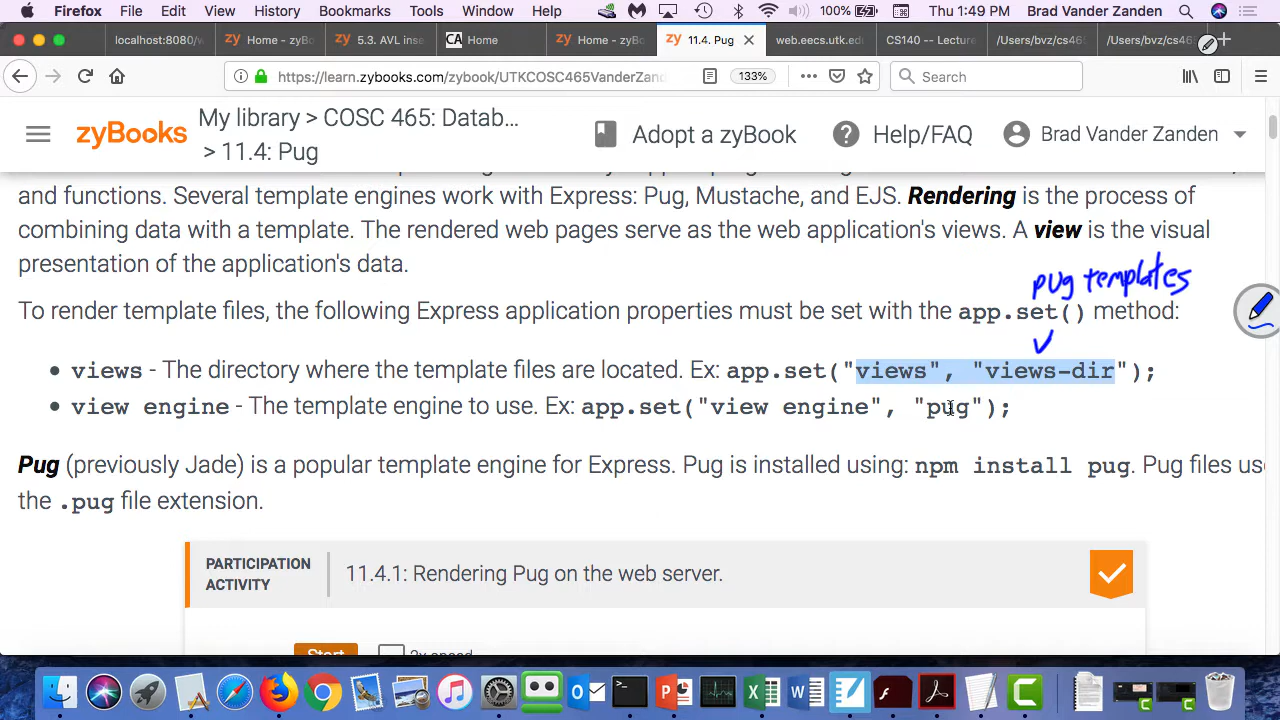 Firefox File Edit View History Bookmarks Tools Window Help 100% Thu 1:49 PM Brad Vander Zanden
localhost:8080/ Home - zyBo 5.3. AVL inse Home Home - zyBo 11.4. Pug web.eecs.utk.ed CS140 -- Lecture /Users/bvz/cs46 /Users/bvz/cs46
https://learn.zybooks.com/zybook/UTKCOSC465VanderZand 133% Search
zyBooks My library > COSC 465: Datab...
> 11.4: Pug
Adopt a zyBook Help/FAQ Brad Vander Zanden
and functions. Several template engines work with Express: Pug, Mustache, and EJS. Rendering is the process of
combining data with a template. The rendered web pages serve as the web application's views. A view is the visual
presentation of the application's data.
pug templates
To render template files, the following Express application properties must be set with the app.set() method:
• views - The directory where the template files are located. Ex: app.set("views", "views-dir");
• view engine - The template engine to use. Ex: app.set("view engine", "pug");
Pug (previously Jade) is a popular template engine for Express. Pug is installed using: npm install pug. Pug files use
the .pug file extension.
PARTICIPATION
ACTIVITY
11.4.1: Rendering Pug on the web server.
Start 2x speed